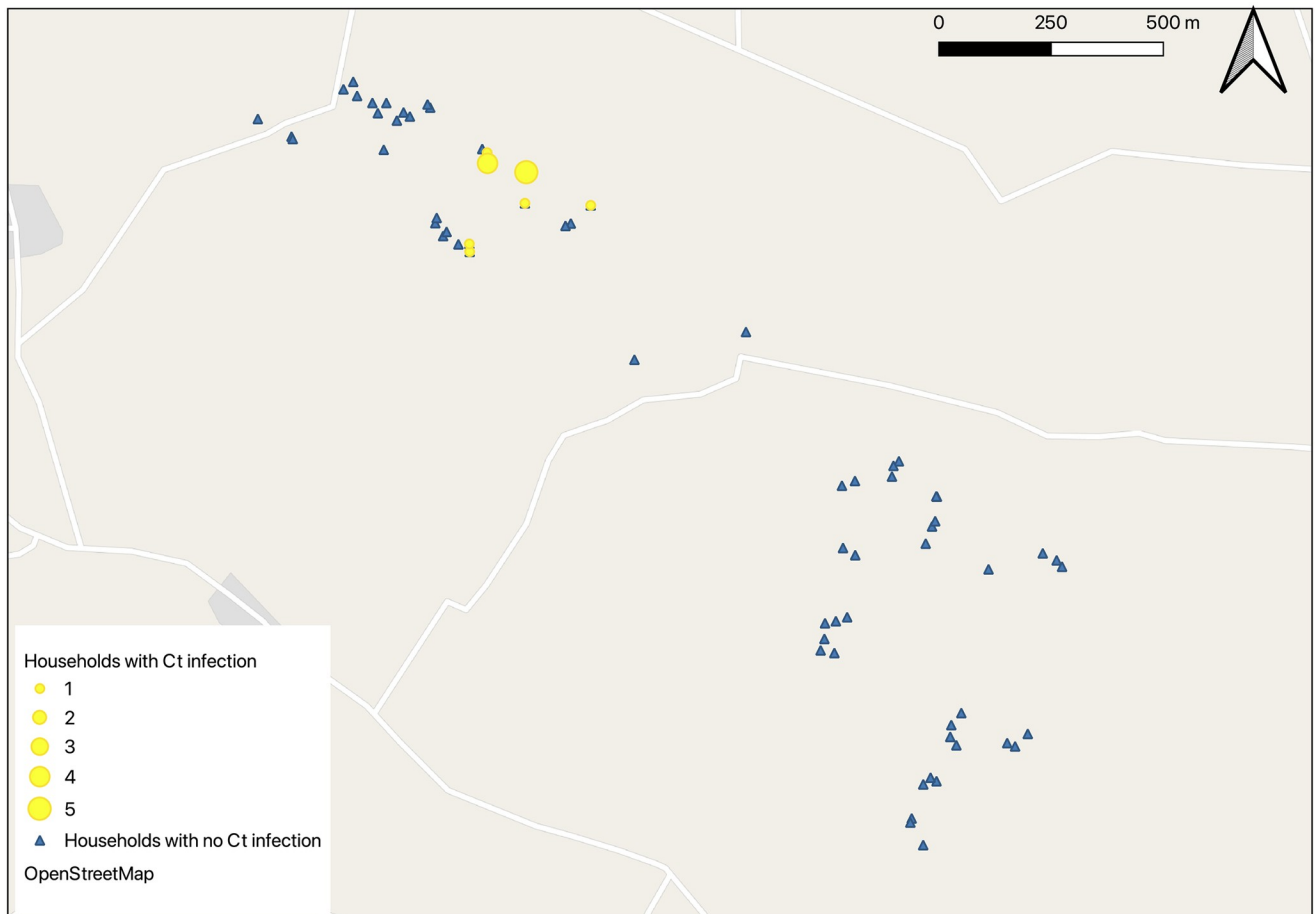 0 250 500 m
Households with Ct infection
1
2
3
4
5
Households with no Ct infection
OpenStreetMap